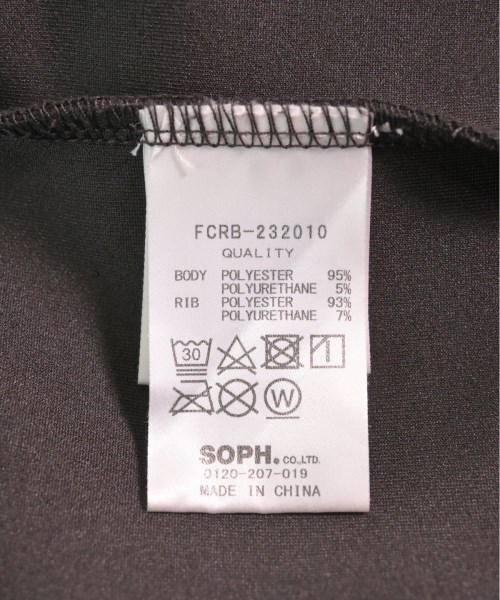 FCRB-232010
QUALITY
BODY POLYESTER 95%
POLYURETHANE 5%
RIB POLYESTER 93%
POLYURETHANE 7%
30
W
SOPH. CO.,LTD.
0120-207-019
MADE IN CHINA